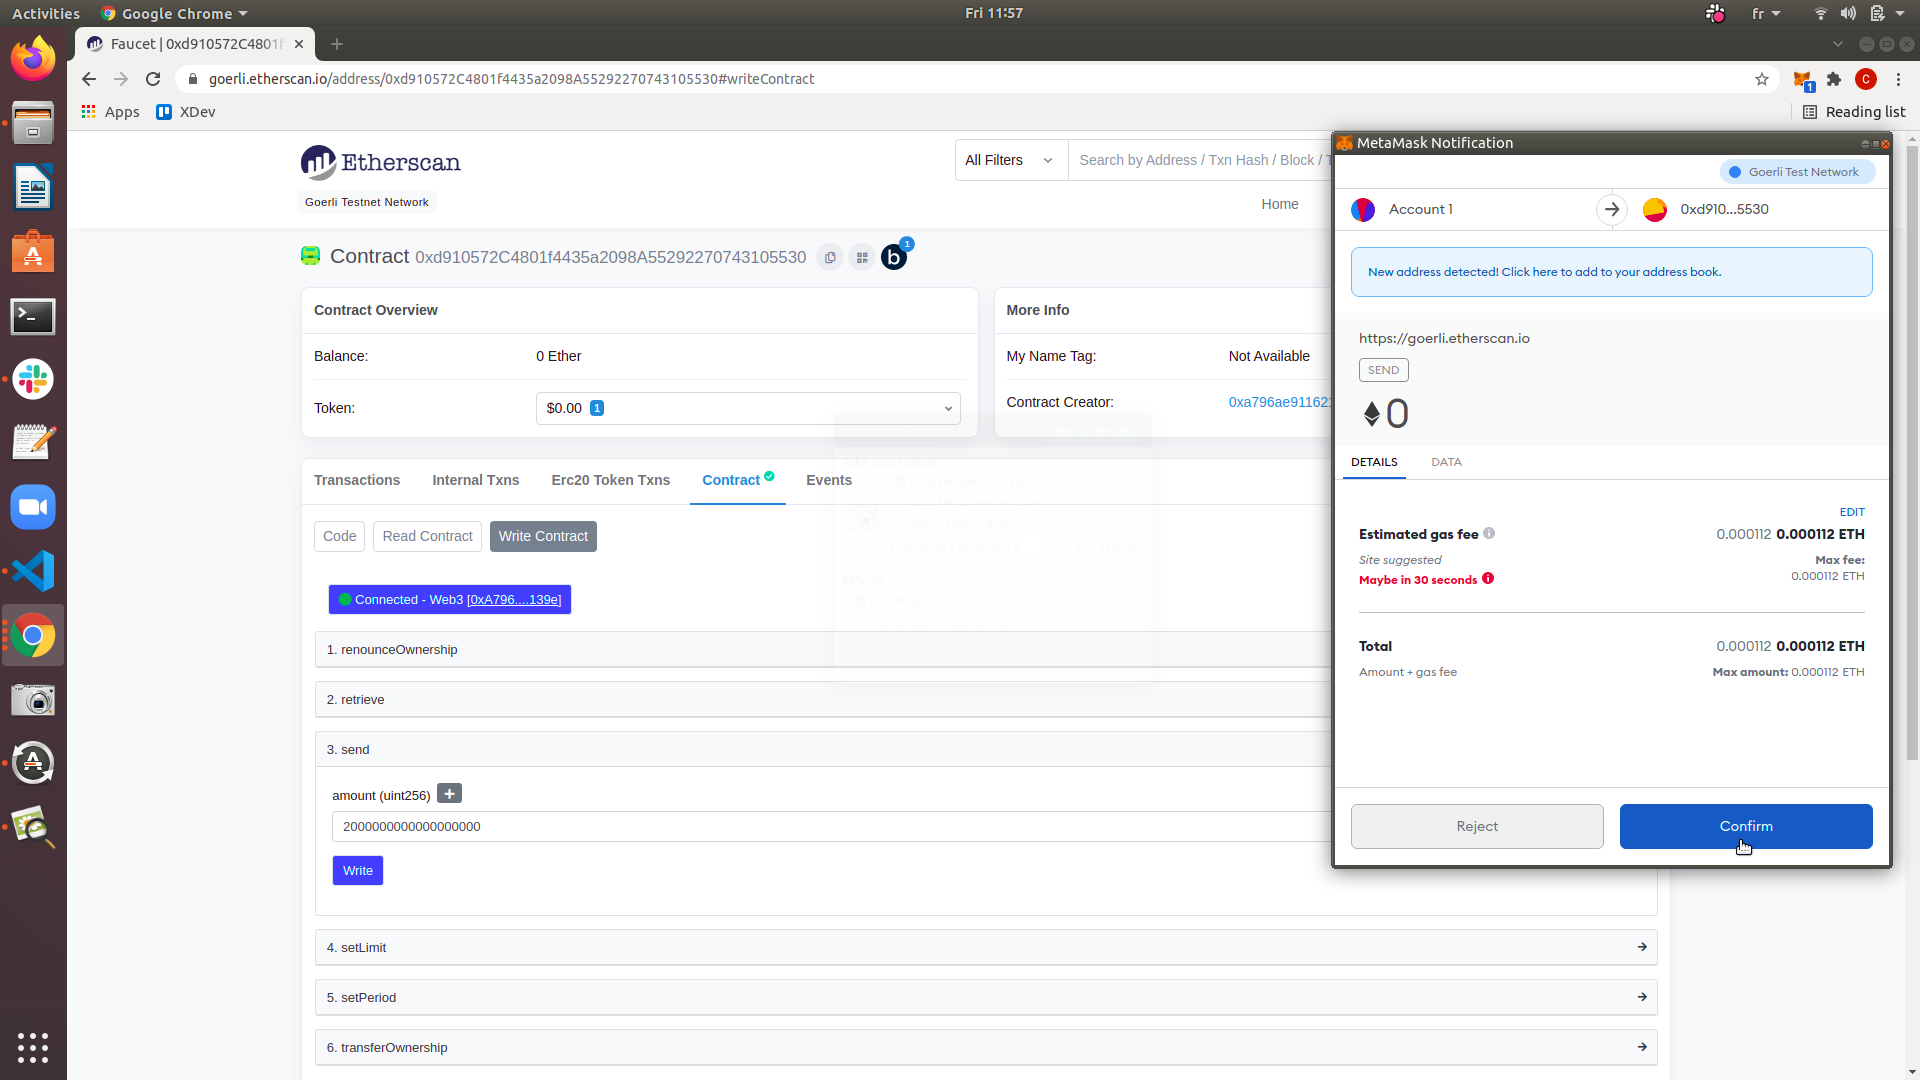 Activities
Google Chrome
Fri 11:57
fr
Faucet | 0xd910572C4801f
goerli.etherscan.io/address/0xd910572C4801f4435a2098A55292270743105530#writeContract
1
C
Apps
XDev
Reading list
Etherscan
Goerli Testnet Network
All Filters
Search by Address / Txn Hash / Block / T
Home
Contract 0xd910572C4801f4435a2098A55292270743105530
b
1
Contract Overview
Balance:
0 Ether
Token:
$0.00 1
More Info
My Name Tag:
Not Available
Contract Creator:
0xa796ae911621
Transactions
Internal Txns
Erc20 Token Txns
Contract
Events
Code
Read Contract
Write Contract
Connected - Web3 [0xA796....139e]
1. renounceOwnership
2. retrieve
3. send
amount (uint256)
+
2000000000000000000
Write
4. setLimit
5. setPeriod
6. transferOwnership
MetaMask Notification
Goerli Test Network
Account 1
0xd910...5530
New address detected! Click here to add to your address book.
https://goerli.etherscan.io
SEND
0
DETAILS
DATA
EDIT
Estimated gas fee
0.000112 0.000112 ETH
Site suggested
Max fee:
Maybe in 30 seconds
0.000112 ETH
Total
0.000112 0.000112 ETH
Amount + gas fee
Max amount: 0.000112 ETH
Reject
Confirm